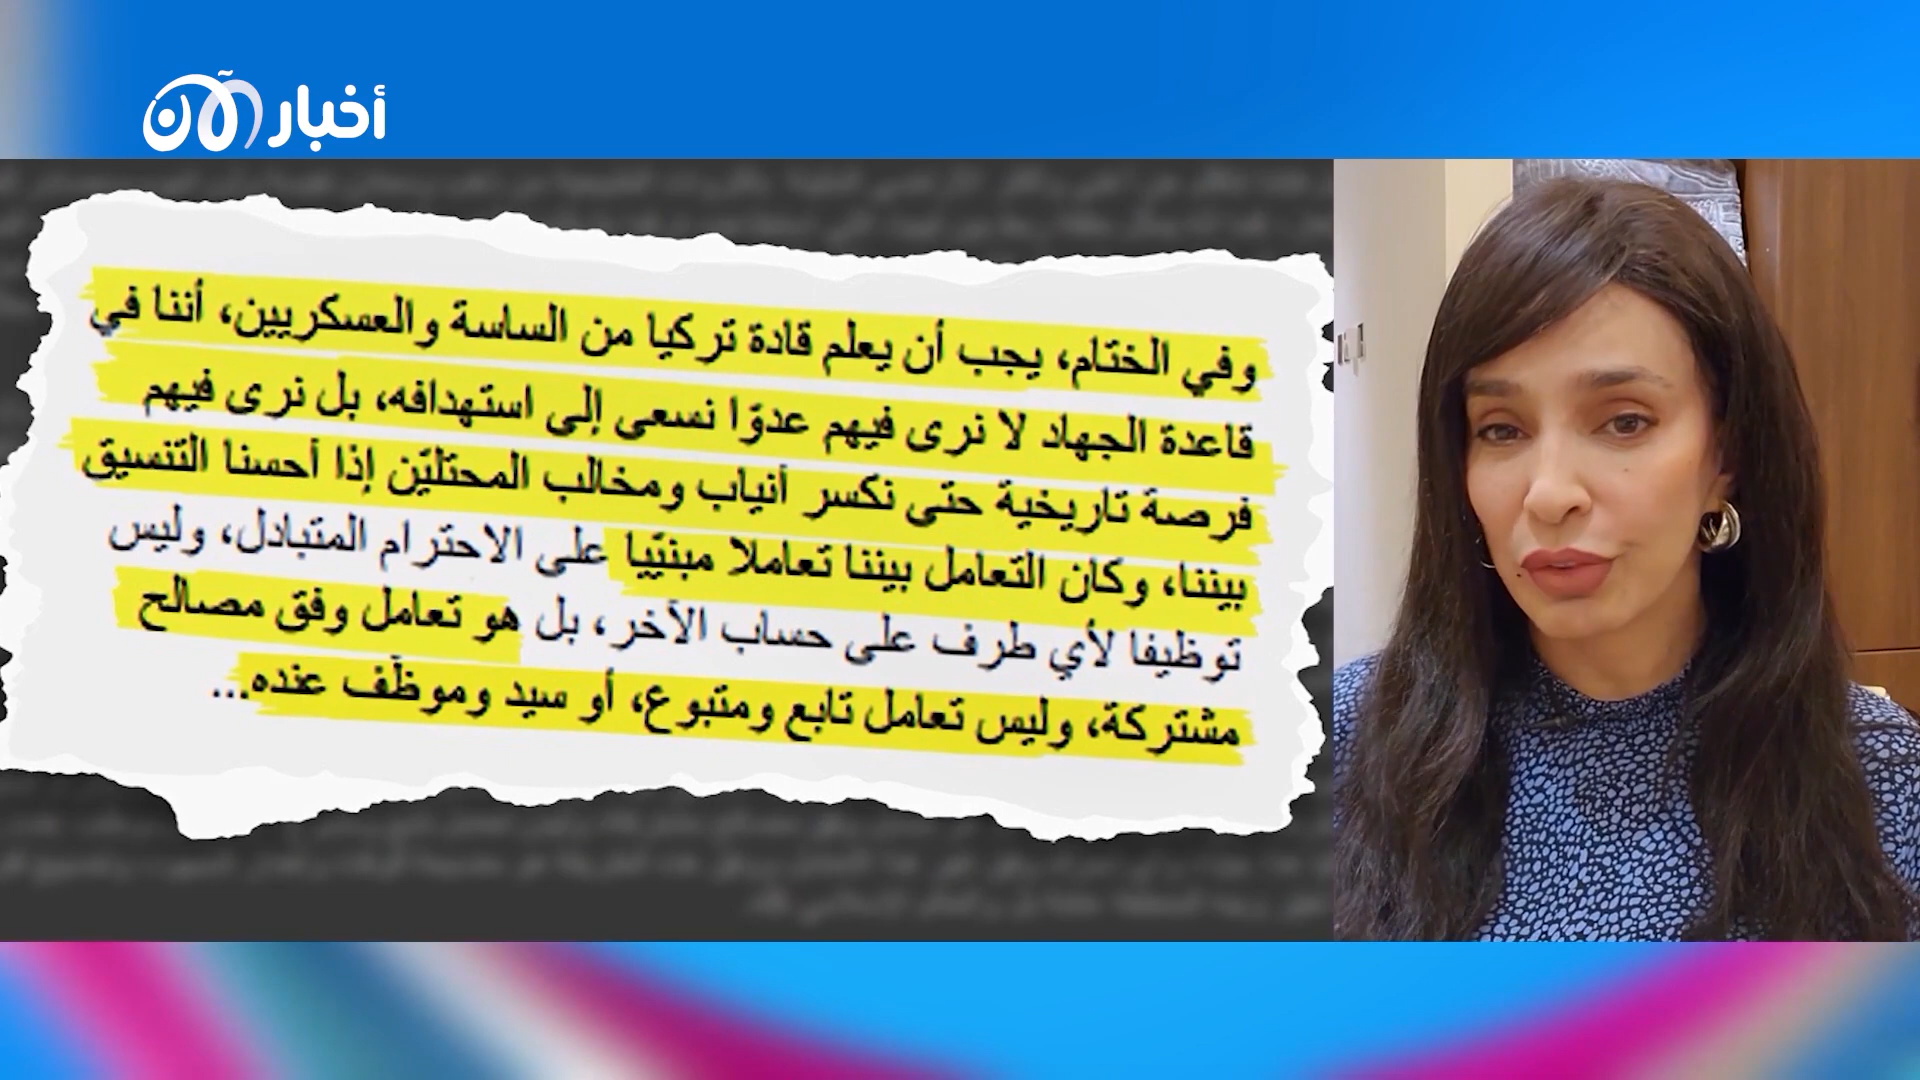 أخبار الآن
وفي الختام، يجب أن يعلم قادة تركيا من الساسة والعسكريين، أننا في
قاعدة الجهاد لا نرى فيهم عدوّا نسعى إلى استهدافه، بل نرى فيهم
فرصة تاريخية حتى نكسر أنياب ومخالب المحتليّن إذا أحسنا التنسيق
بيننا، وكان التعامل بيننا تعاملا مبنيّيا على الاحترام المتبادل، وليس
توظيفا لأي طرف على حساب الآخر، بل هو تعامل وفق مصالح
مشتركة، وليس تعامل تابع ومتبوع، أو سيد وموظّف عنده...